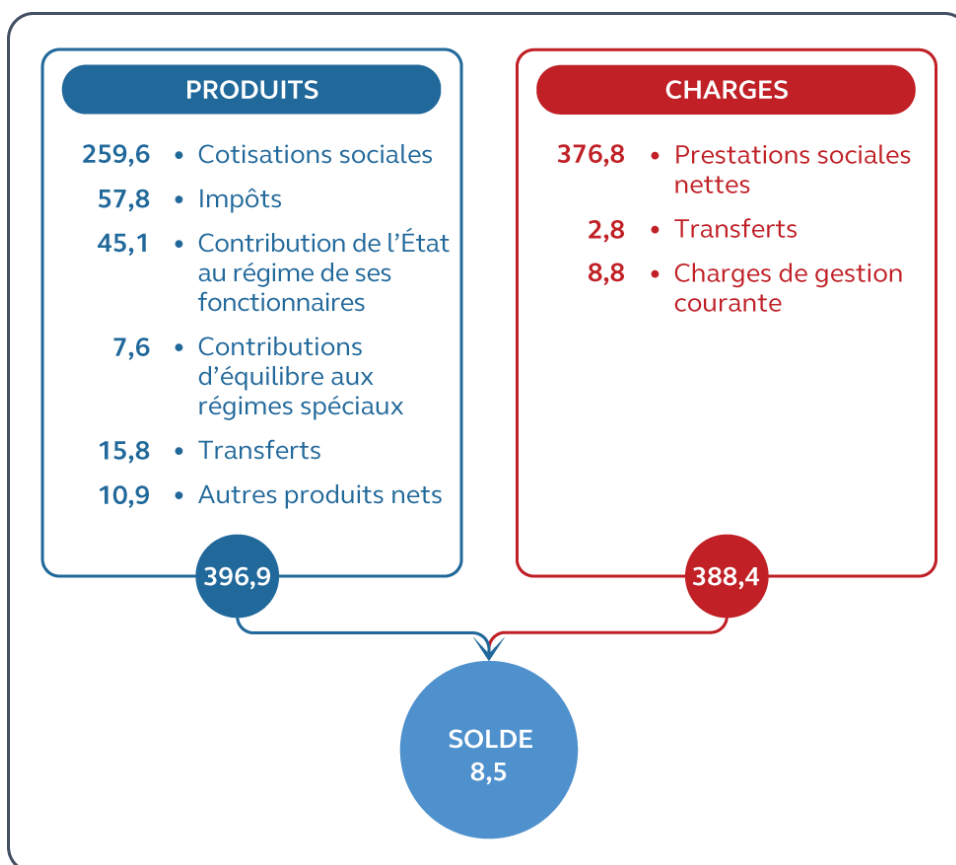 PRODUITS
259,6 • Cotisations sociales
57,8 • Impôts
45,1 • Contribution de l'État
au régime de ses
fonctionnaires
7,6 • Contributions
d'équilibre aux
régimes spéciaux
15,8 • Transferts
10,9 • Autres produits nets
396,9
CHARGES
376,8 • Prestations sociales
nettes
2,8 • Transferts
8,8 • Charges de gestion
courante
388,4
SOLDE
8,5